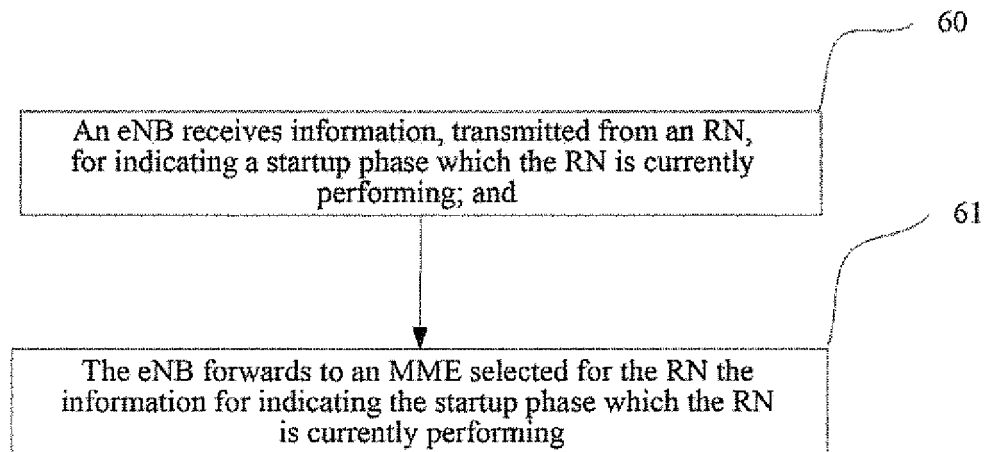 60
An eNB receives information, transmitted from an RN,
for indicating a startup phase which the RN is currently
performing; and
61
The eNB forwards to an MME selected for the RN the
information for indicating the startup phase which the RN
is currently performing